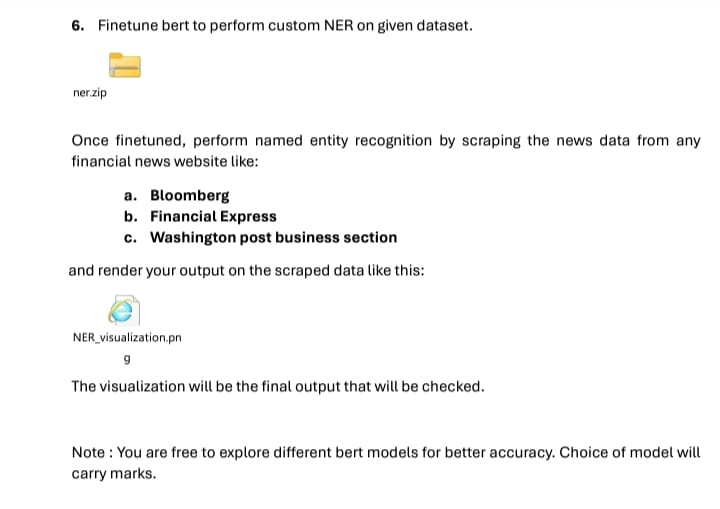 6. Finetune bert to perform custom NER on given dataset.
ner.zip
Once finetuned, perform named entity recognition by scraping the news data from any
financial news website like:
a. Bloomberg
b. Financial Express
c. Washington post business section
and render your output on the scraped data like this:
NER_visualization.pn
g
The visualization will be the final output that will be checked.
Note : You are free to explore different bert models for better accuracy. Choice of model will
carry marks.